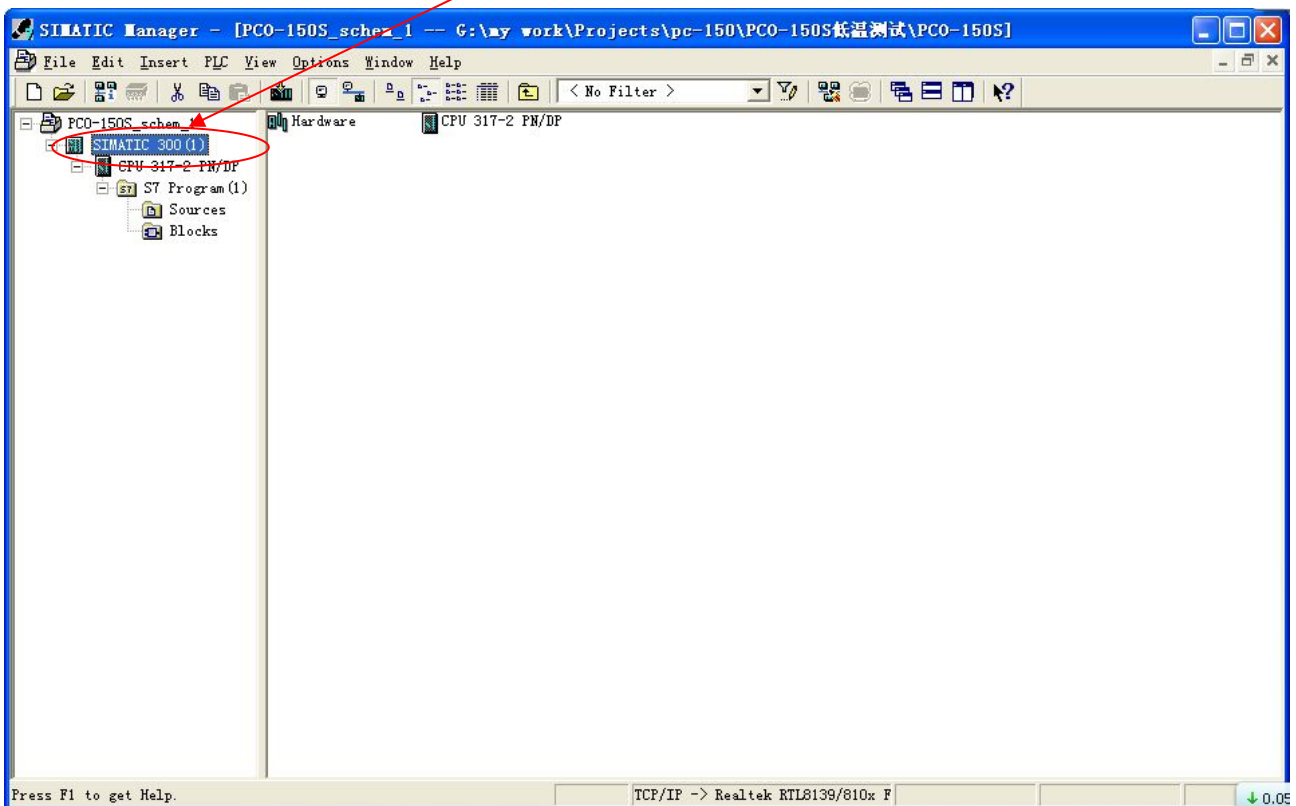 SIMATIC Manager - [PCO-150S_schem_1 -- G:\my work\Projects\pc-150\PCO-150S低温测试\PCO-150S]
File Edit Insert PLC View Options Window Help
< No Filter >
PCO-150S_schem_1
Hardware
CPU 317-2 PN/DP
SIMATIC 300(1)
CPU 317-2 PN/DP
S7 Program(1)
Sources
Blocks
Press F1 to get Help.
TCP/IP -> Realtek RTL8139/810x F
0.05